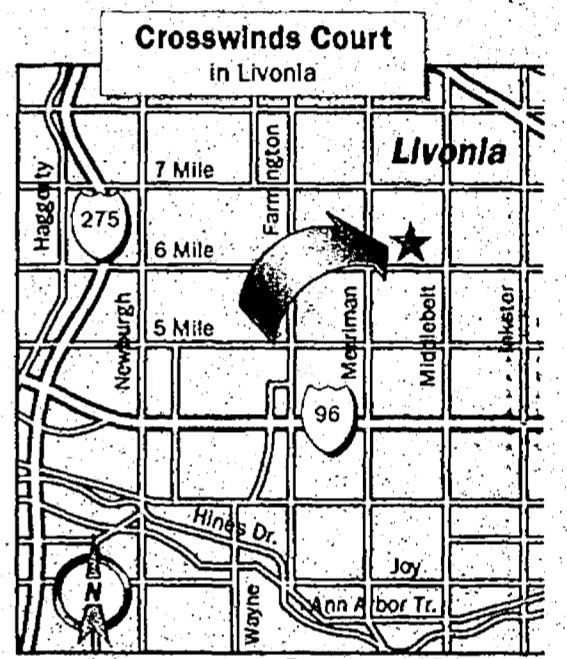 Crosswinds Court
in Livonia
Livonia
7 Mile
Haggerty
Farmington
275
6 Mile
5 Mile
Newburgh
Merriman
Middlebelt
Inkster
96
Hines Dr.
Joy
N
Wayne
Ann Arbor Tr.